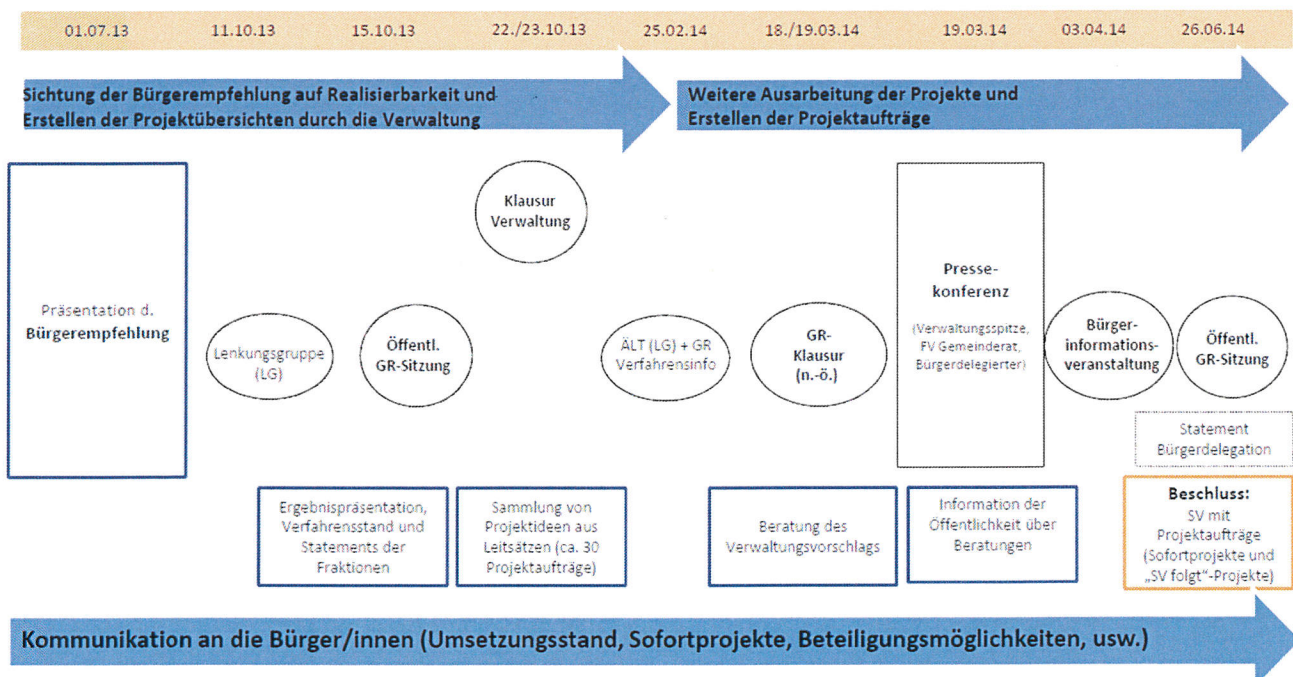 01.07.13 11.10.13 15.10.13 22./23.10.13 25.02.14 18./19.03.14 19.03.14 03.04.14 26.06.14
Sichtung der Bürgerempfehlung auf Realisierbarkeit und
Erstellen der Projektübersichten durch die Verwaltung
Weitere Ausarbeitung der Projekte und
Erstellen der Projektaufträge
Präsentation d.
Bürgerempfehlung
Lenkungsgruppe
(LG)
Öffentl.
GR-Sitzung
Klausur
Verwaltung
ÄLT (LG) + GR
Verfahrensinfo
GR-
Klausur
(n.-ö.)
Presse-
konferenz
(Verwaltungsspitze,
FV Gemeinderat,
Bürgerdelegierter)
Bürger-
informations-
veranstaltung
Öffentl.
GR-Sitzung
Statement
Bürgerdelegation
Ergebnispräsentation,
Verfahrensstand und
Statements der
Fraktionen
Sammlung von
Projektideen aus
Leitsätzen (ca. 30
Projektaufträge)
Beratung des
Verwaltungsvorschlags
Information der
Öffentlichkeit über
Beratungen
Beschluss:
SV mit
Projektaufträge
(Sofortprojekte und
„SV folgt“-Projekte)
Kommunikation an die Bürger/innen (Umsetzungsstand, Sofortprojekte, Beteiligungsmöglichkeiten, usw.)